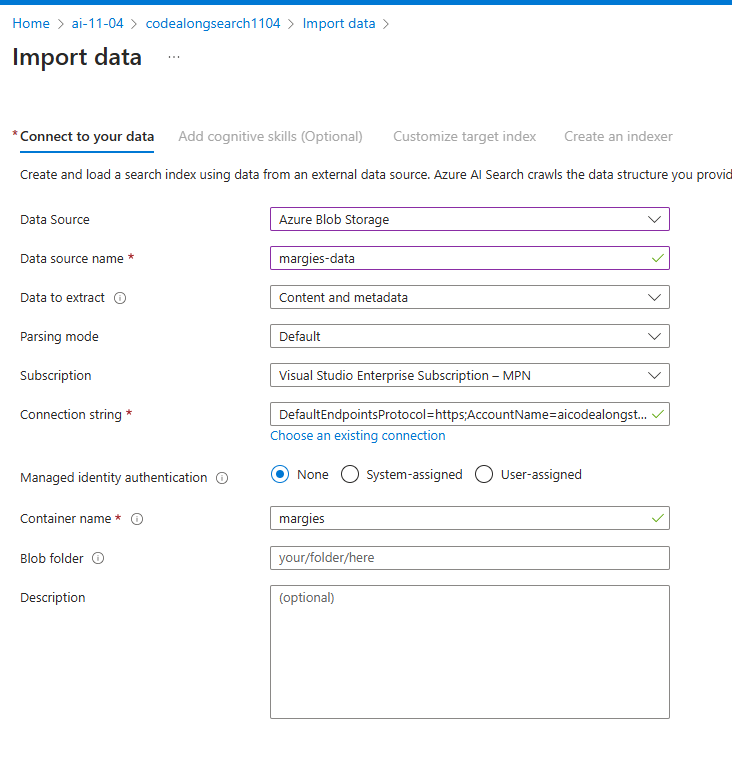 Home > ai-11-04 > codealongsearch1104 > Import data >
Import data ...
* Connect to your data Add cognitive skills (Optional) Customize target index Create an indexer
Create and load a search index using data from an external data source. Azure AI Search crawls the data structure you provid
Data Source Azure Blob Storage
Data source name * margies-data
Data to extract Content and metadata
Parsing mode Default
Subscription Visual Studio Enterprise Subscription – MPN
Connection string * DefaultEndpointsProtocol=https;AccountName=aicodealongst...
Choose an existing connection
Managed identity authentication None System-assigned User-assigned
Container name * margies
Blob folder your/folder/here
Description (optional)